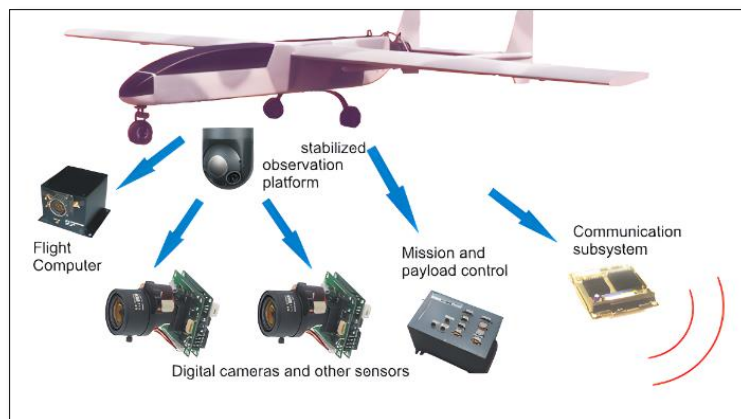 stabilized
observation
platform
Flight
Computer
Mission and
payload control
Communication
subsystem
Digital cameras and other sensors